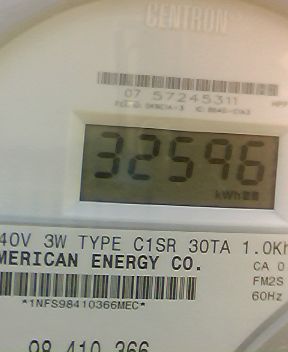 CENTRON
07 57245311
32596
kWh
40V 3W TYPE C1SR 30TA 1.0Kh
MERICAN ENERGY CO.
CA 0
FM2S
60Hz
*1NFS98410366MEC*
98 410 366